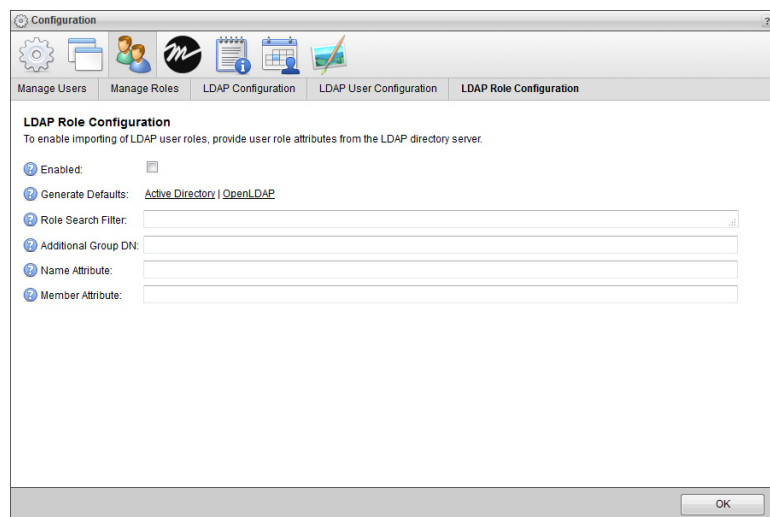 Configuration ?
Manage Users Manage Roles LDAP Configuration LDAP User Configuration LDAP Role Configuration
LDAP Role Configuration
To enable importing of LDAP user roles, provide user role attributes from the LDAP directory server.
? Enabled:
? Generate Defaults: Active Directory | OpenLDAP
? Role Search Filter:
? Additional Group DN:
? Name Attribute:
? Member Attribute:
OK